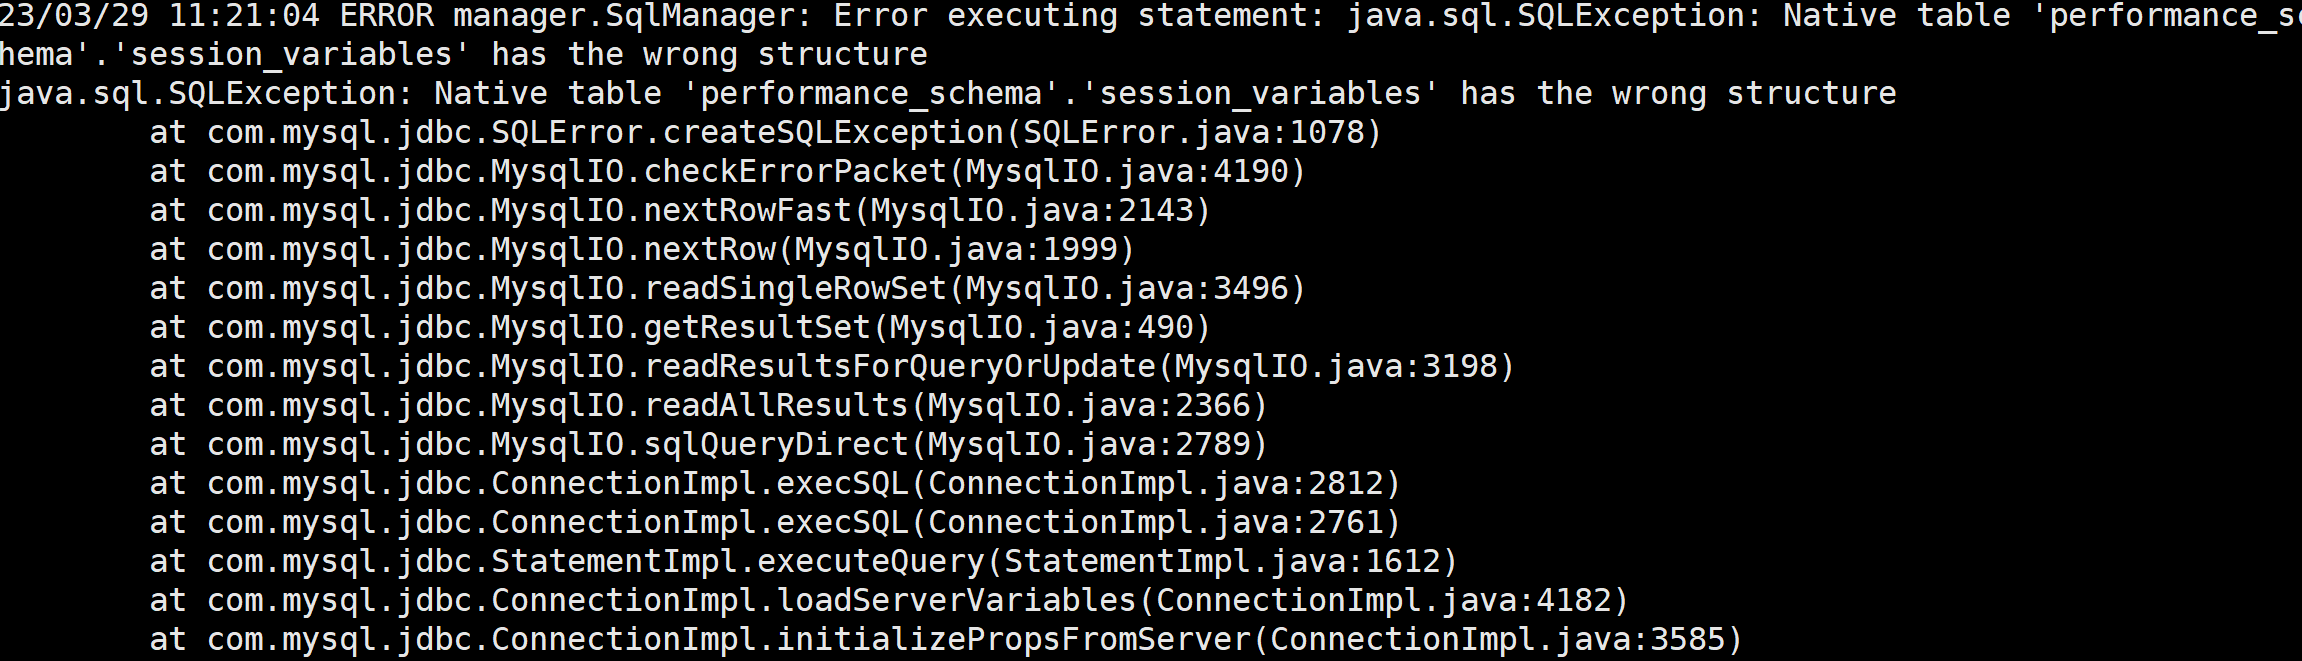 23/03/29 11:21:04 ERROR manager.SqlManager: Error executing statement: java.sql.SQLException: Native table 'performance_sc
hema'.'session_variables' has the wrong structure
java.sql.SQLException: Native table 'performance_schema'.'session_variables' has the wrong structure
        at com.mysql.jdbc.SQLError.createSQLException(SQLError.java:1078)
        at com.mysql.jdbc.MysqlIO.checkErrorPacket(MysqlIO.java:4190)
        at com.mysql.jdbc.MysqlIO.nextRowFast(MysqlIO.java:2143)
        at com.mysql.jdbc.MysqlIO.nextRow(MysqlIO.java:1999)
        at com.mysql.jdbc.MysqlIO.readSingleRowSet(MysqlIO.java:3496)
        at com.mysql.jdbc.MysqlIO.getResultSet(MysqlIO.java:490)
        at com.mysql.jdbc.MysqlIO.readResultsForQueryOrUpdate(MysqlIO.java:3198)
        at com.mysql.jdbc.MysqlIO.readAllResults(MysqlIO.java:2366)
        at com.mysql.jdbc.MysqlIO.sqlQueryDirect(MysqlIO.java:2789)
        at com.mysql.jdbc.ConnectionImpl.execSQL(ConnectionImpl.java:2812)
        at com.mysql.jdbc.ConnectionImpl.execSQL(ConnectionImpl.java:2761)
        at com.mysql.jdbc.StatementImpl.executeQuery(StatementImpl.java:1612)
        at com.mysql.jdbc.ConnectionImpl.loadServerVariables(ConnectionImpl.java:4182)
        at com.mysql.jdbc.ConnectionImpl.initializePropsFromServer(ConnectionImpl.java:3585)